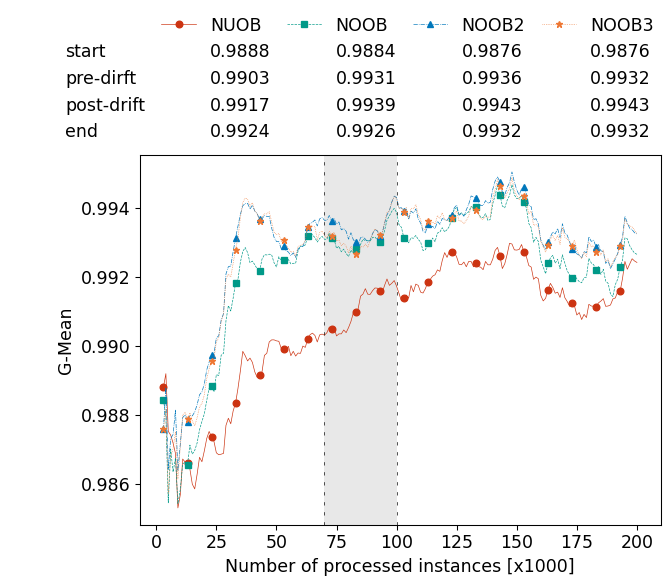 NUOB NOOB NOOB2 NOOB3
start 0.9888 0.9884 0.9876 0.9876
pre-dirft 0.9903 0.9931 0.9936 0.9932
post-drift 0.9917 0.9939 0.9943 0.9943
end 0.9924 0.9926 0.9932 0.9932
G-Mean
0.994
0.992
0.990
0.988
0.986
0 25 50 75 100 125 150 175 200
Number of processed instances [x1000]